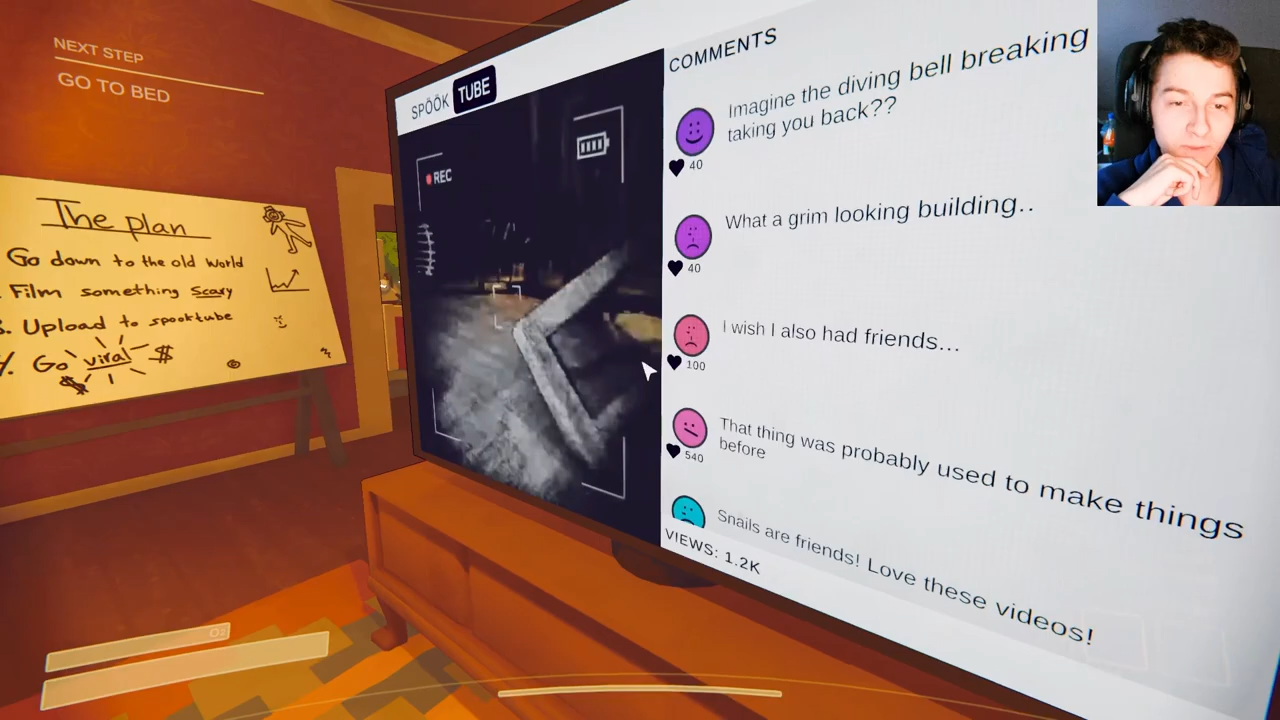 NEXT STEP
GO TO BED
The plan
Go down to the old world
. Film something Scary
3. Upload to spooktube
4. Go viral $
$
SPÖÖK TUBE
REC
COMMENTS
Imagine the diving bell breaking
taking you back??
40
What a grim looking building..
40
I wish I also had friends...
100
That thing was probably used to make things
before
540
Snails are friends! Love these videos!
VIEWS: 1.2K
O2